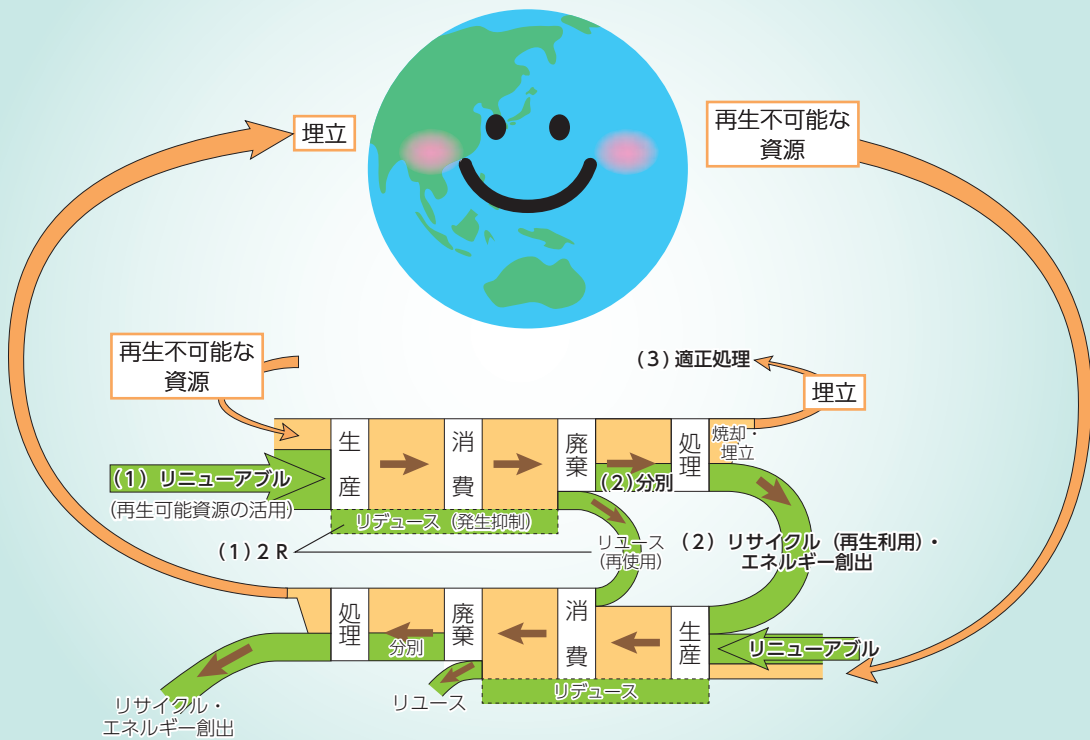 埋立
再生不可能な
資源
再生不可能な
資源
(3)適正処理
埋立
生産
消費
廃棄
処理
焼却・
埋立
(1)リニューアブル
(再生可能資源の活用)
(2)分別
リデュース(発生抑制)
(1)2R
リユース
(再使用)
(2)リサイクル(再生利用)・
エネルギー創出
処理
廃棄
消費
生産
分別
リニューアブル
リデュース
リユース
リサイクル・
エネルギー創出